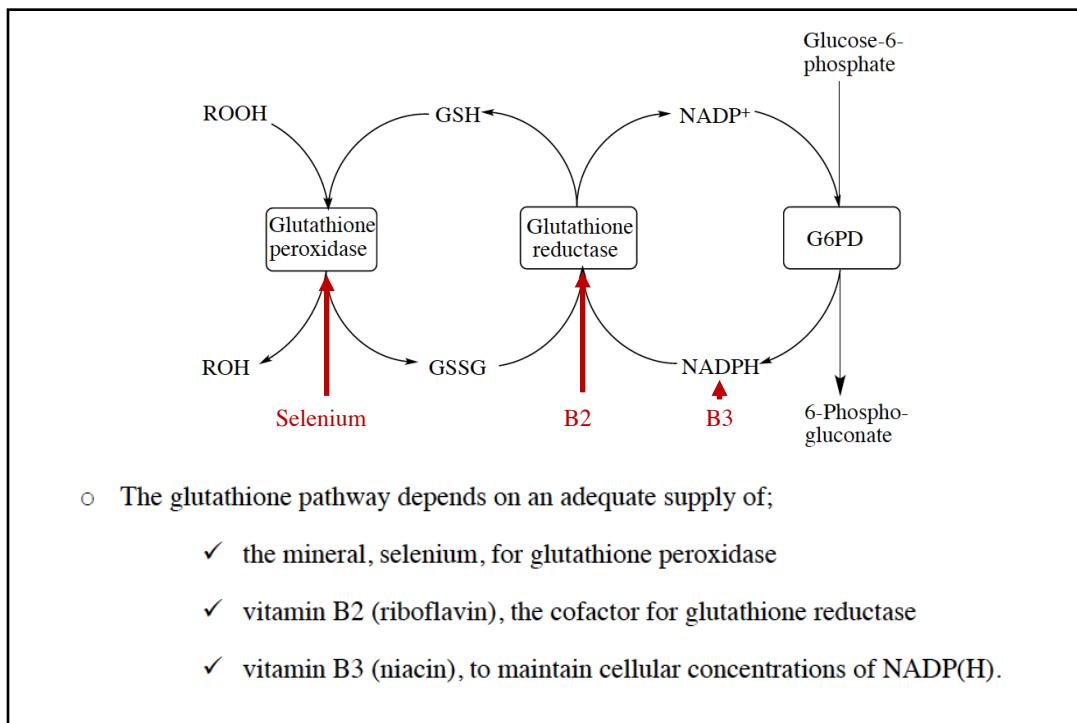 Glucose-6-
phosphate
ROOH
GSH
NADP+
Glutathione
peroxidase
Glutathione
reductase
G6PD
ROH
GSSG
NADPH
Selenium
B2
B3
6-Phospho-
gluconate
○ The glutathione pathway depends on an adequate supply of;
✓ the mineral, selenium, for glutathione peroxidase
✓ vitamin B2 (riboflavin), the cofactor for glutathione reductase
✓ vitamin B3 (niacin), to maintain cellular concentrations of NADP(H).